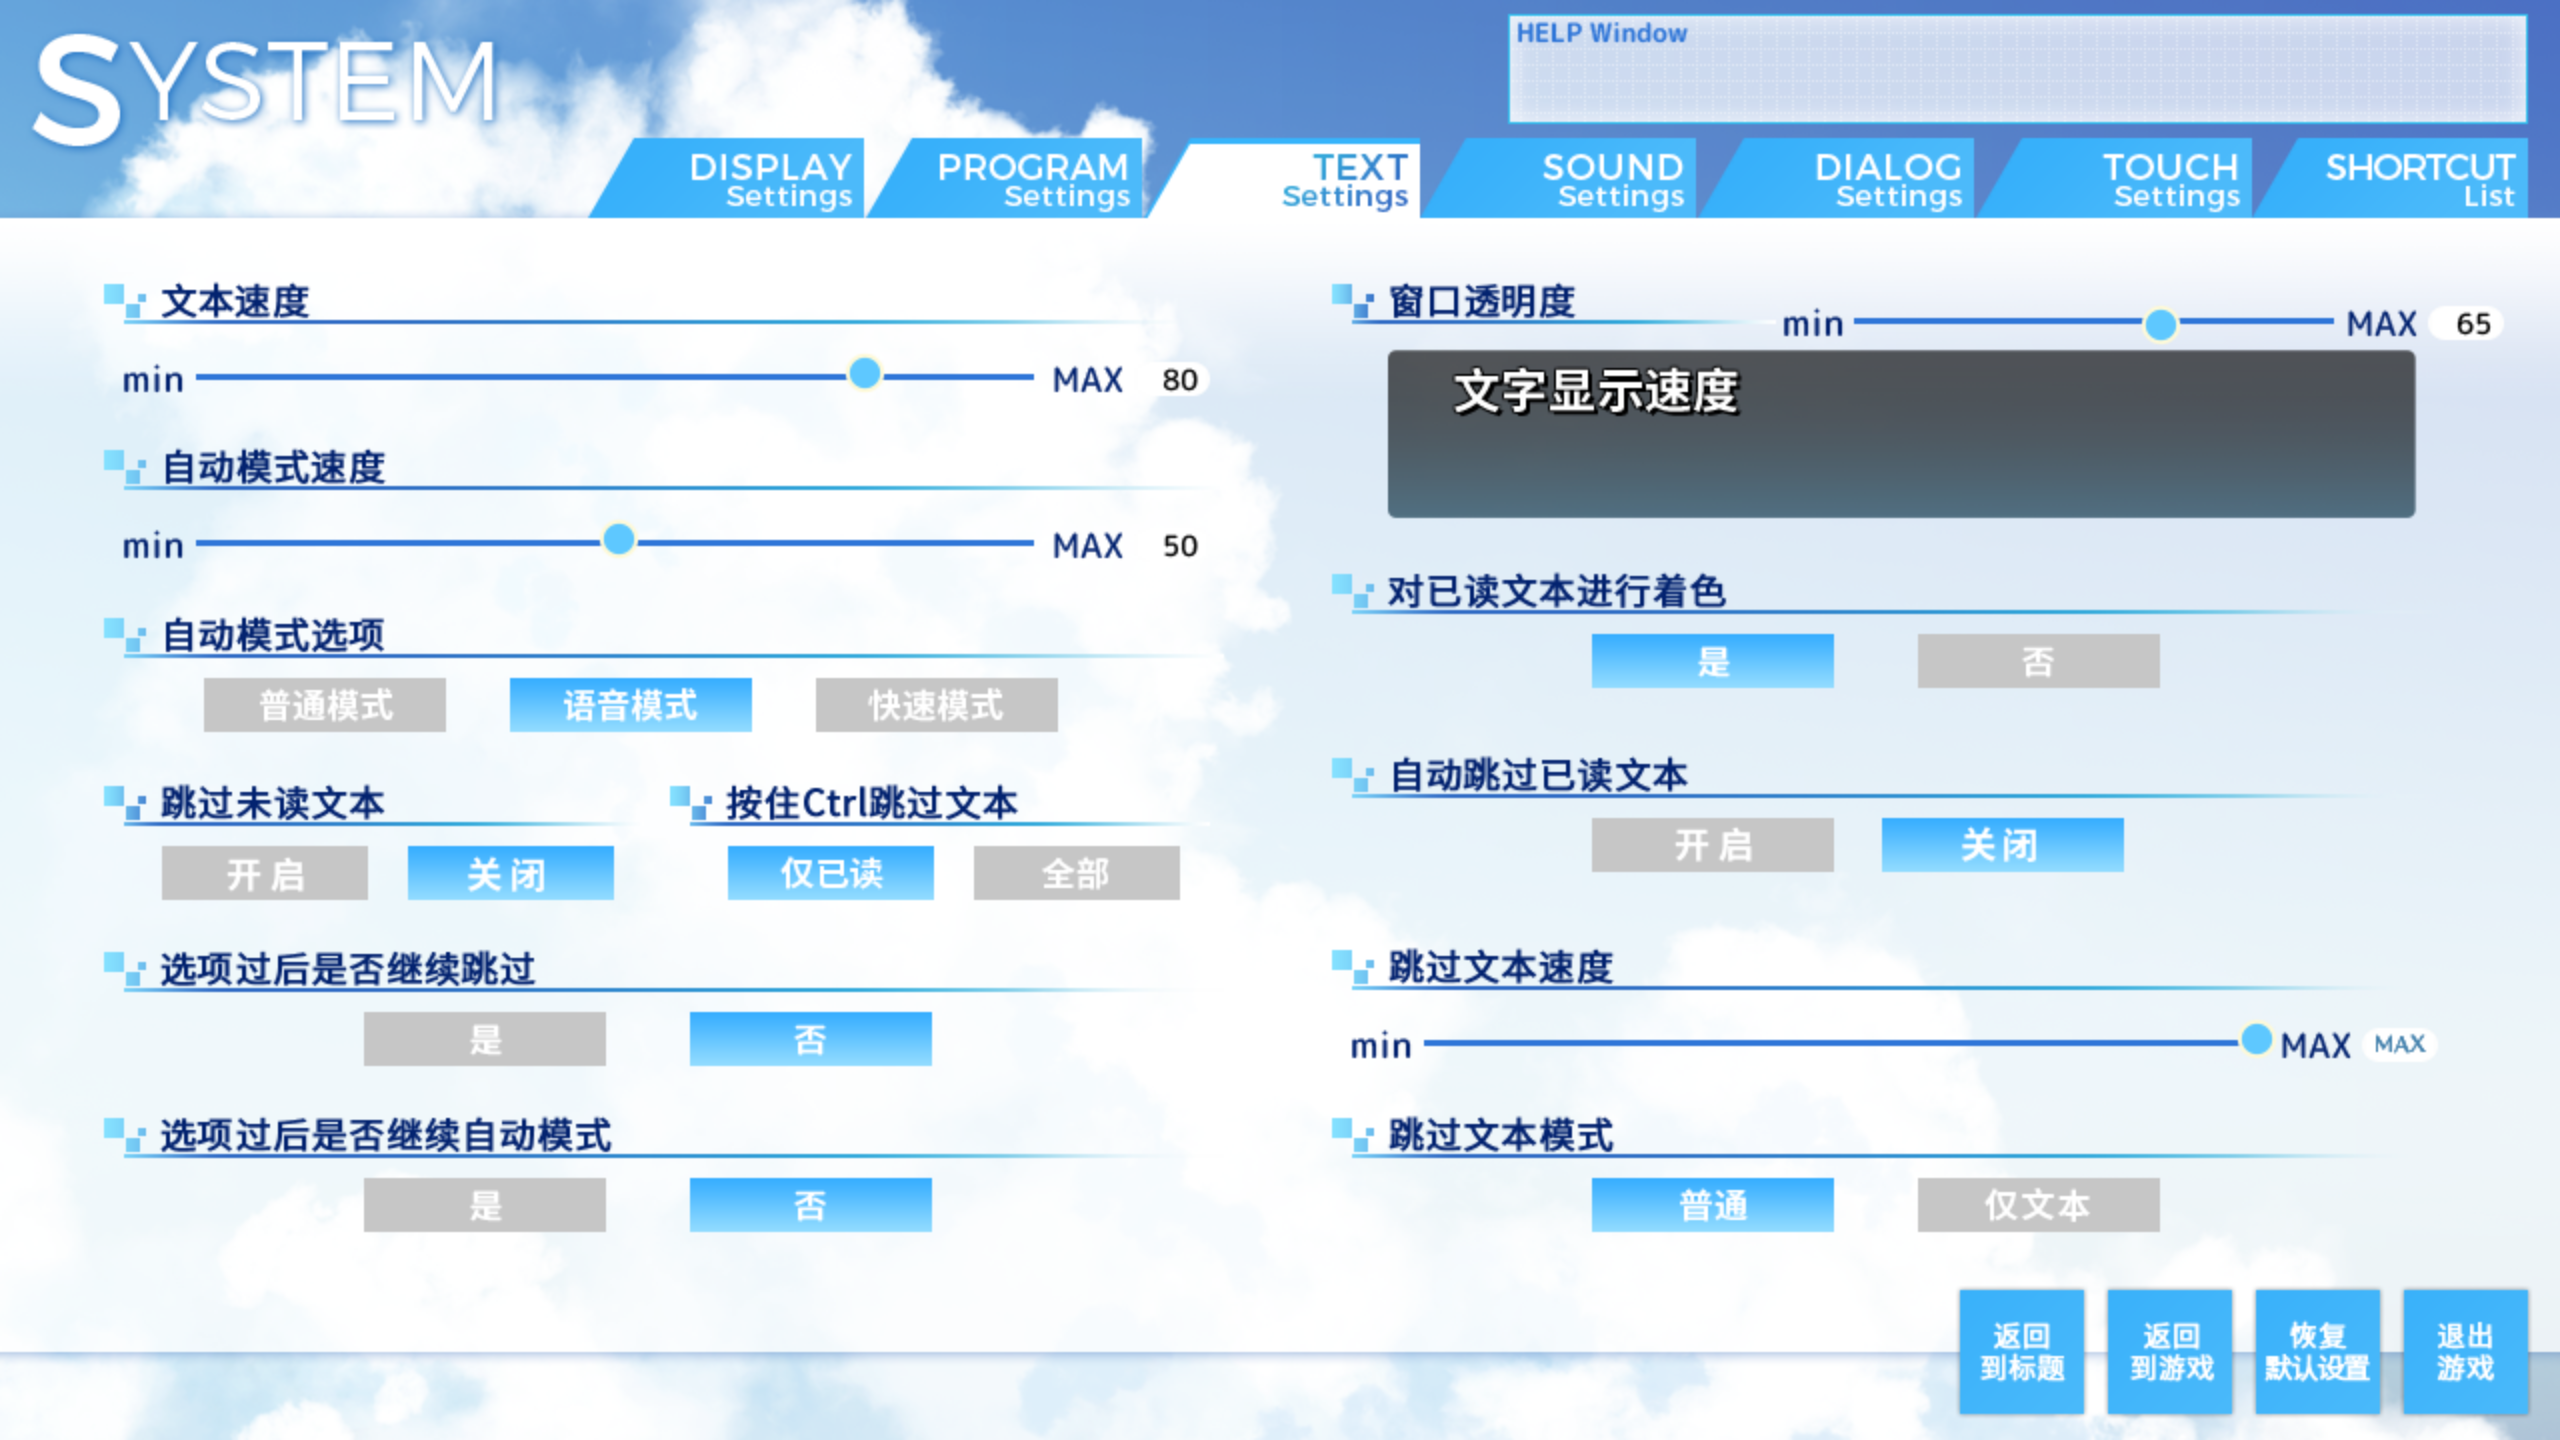 SYSTEM
HELP Window
DISPLAY Settings
PROGRAM Settings
TEXT Settings
SOUND Settings
DIALOG Settings
TOUCH Settings
SHORTCUT List
文本速度
min MAX 80
自动模式速度
min MAX 50
自动模式选项
普通模式 语音模式 快速模式
跳过未读文本
开启 关闭
按住Ctrl跳过文本
仅已读 全部
选项过后是否继续跳过
是 否
选项过后是否继续自动模式
是 否
窗口透明度
min MAX 65
文字显示速度
对已读文本进行着色
是 否
自动跳过已读文本
开启 关闭
跳过文本速度
min MAX MAX
跳过文本模式
普通 仅文本
返回
到标题
返回
到游戏
恢复
默认设置
退出
游戏